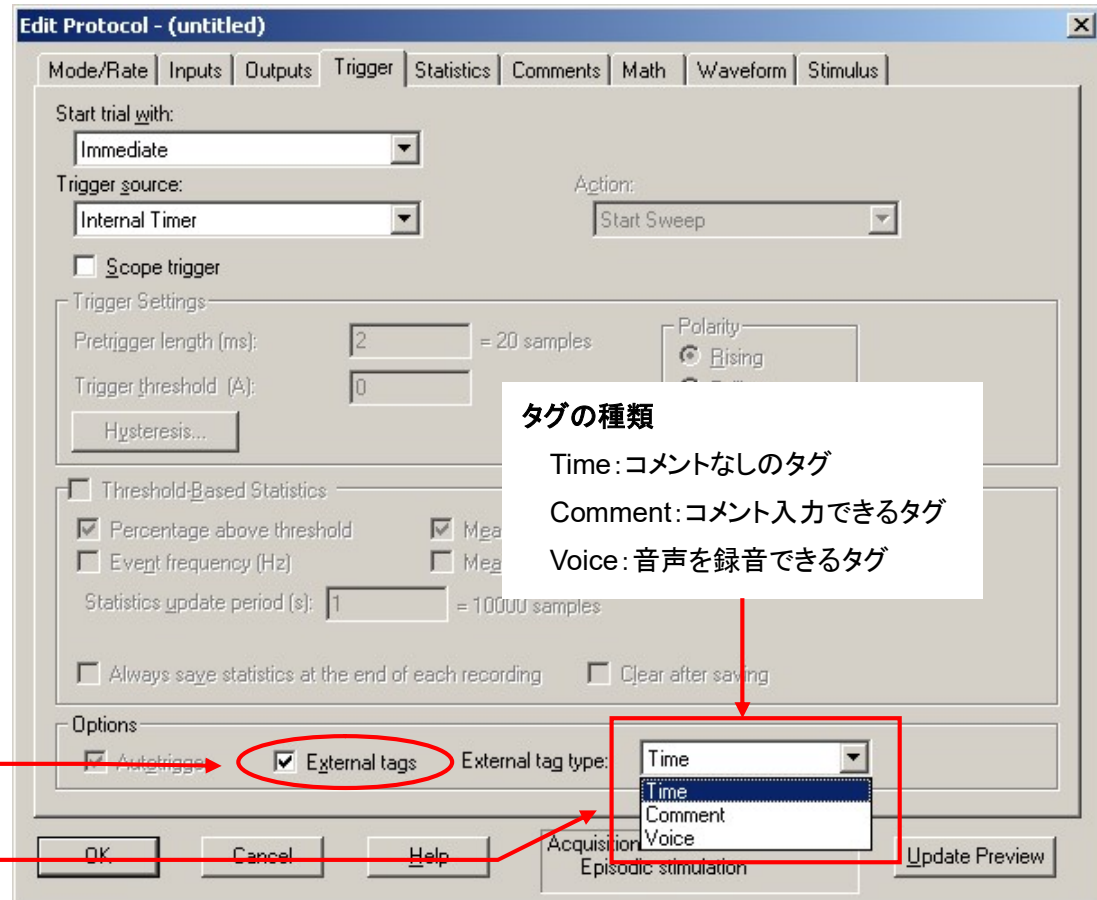 Edit Protocol - (untitled)
Mode/Rate Inputs Outputs Trigger Statistics Comments Math Waveform Stimulus
Start trial with:
Immediate
Trigger source:
Internal Timer
Action:
Start Sweep
Scope trigger
Trigger Settings
Pretrigger length (ms): 2 = 20 samples
Trigger threshold (A): 0
Hysteresis...
Polarity
Rising
タグの種類
Time：コメントなしのタグ
Comment：コメント入力できるタグ
Voice：音声を録音できるタグ
Threshold-Based Statistics
Percentage above threshold
Event frequency (Hz)
Statistics update period (s): 1 = 10000 samples
Always save statistics at the end of each recording Clear after saving
Options
Autotrigger External tags External tag type: Time
Time
Comment
Voice
OK Cancel Help
Acquisition
Episodic stimulation
Update Preview